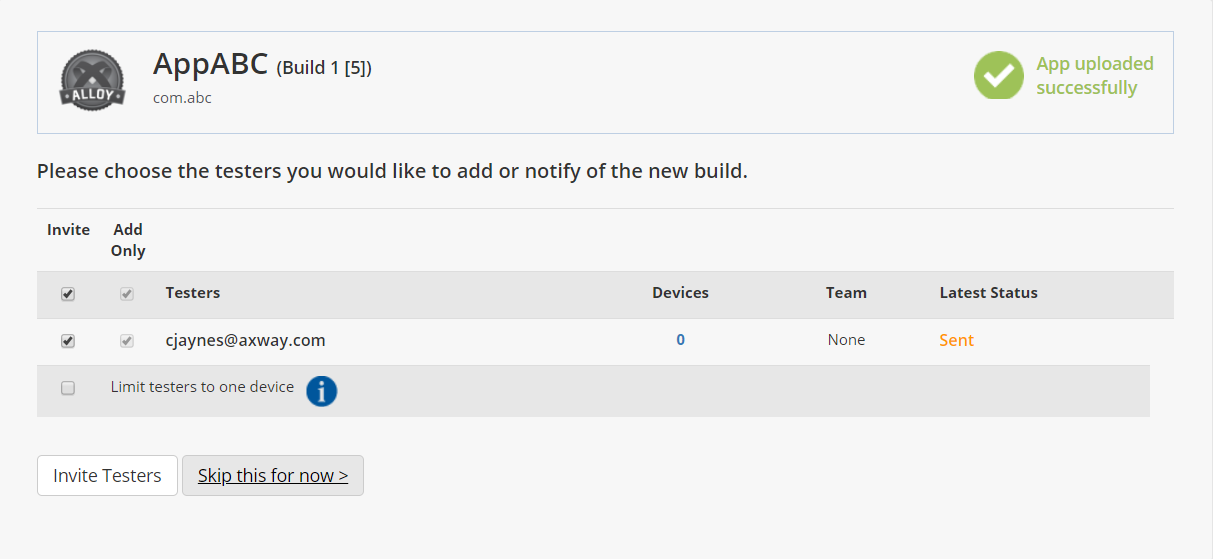 ALLOY
AppABC (Build 1 [5])
com.abc
App uploaded
successfully
Please choose the testers you would like to add or notify of the new build.
Invite Add
Only
Testers Devices Team Latest Status
cjaynes@axway.com 0 None Sent
Limit testers to one device i
Invite Testers Skip this for now >